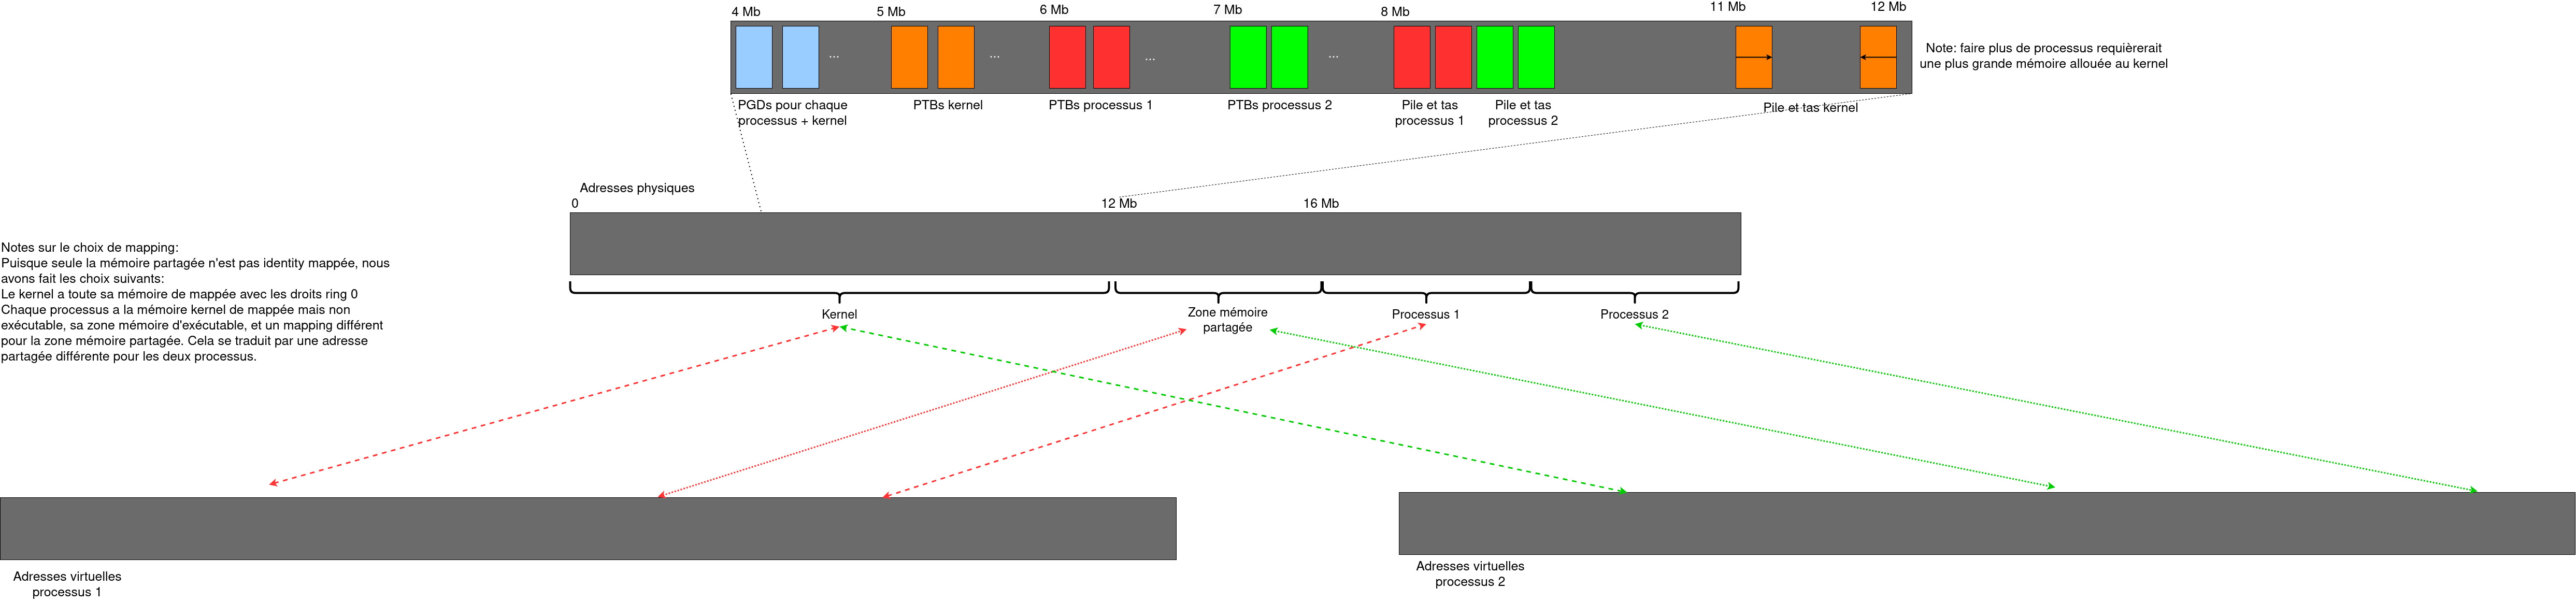 4 Mb
5 Mb
6 Mb
7 Mb
8 Mb
11 Mb
12 Mb
...
...
...
...
Note: faire plus de processus requièrerait
une plus grande mémoire allouée au kernel
PGDs pour chaque
processus + kernel
PTBs kernel
PTBs processus 1
PTBs processus 2
Pile et tas
processus 1
Pile et tas
processus 2
Pile et tas kernel
Adresses physiques
0
12 Mb
16 Mb
Notes sur le choix de mapping:
Puisque seule la mémoire partagée n'est pas identity mappée, nous
avons fait les choix suivants:
Le kernel a toute sa mémoire de mappée avec les droits ring 0
Chaque processus a la mémoire kernel de mappée mais non
exécutable, sa zone mémoire d'exécutable, et un mapping différent
pour la zone mémoire partagée. Cela se traduit par une adresse
partagée différente pour les deux processus.
Kernel
Zone mémoire
partagée
Processus 1
Processus 2
Adresses virtuelles
processus 1
Adresses virtuelles
processus 2